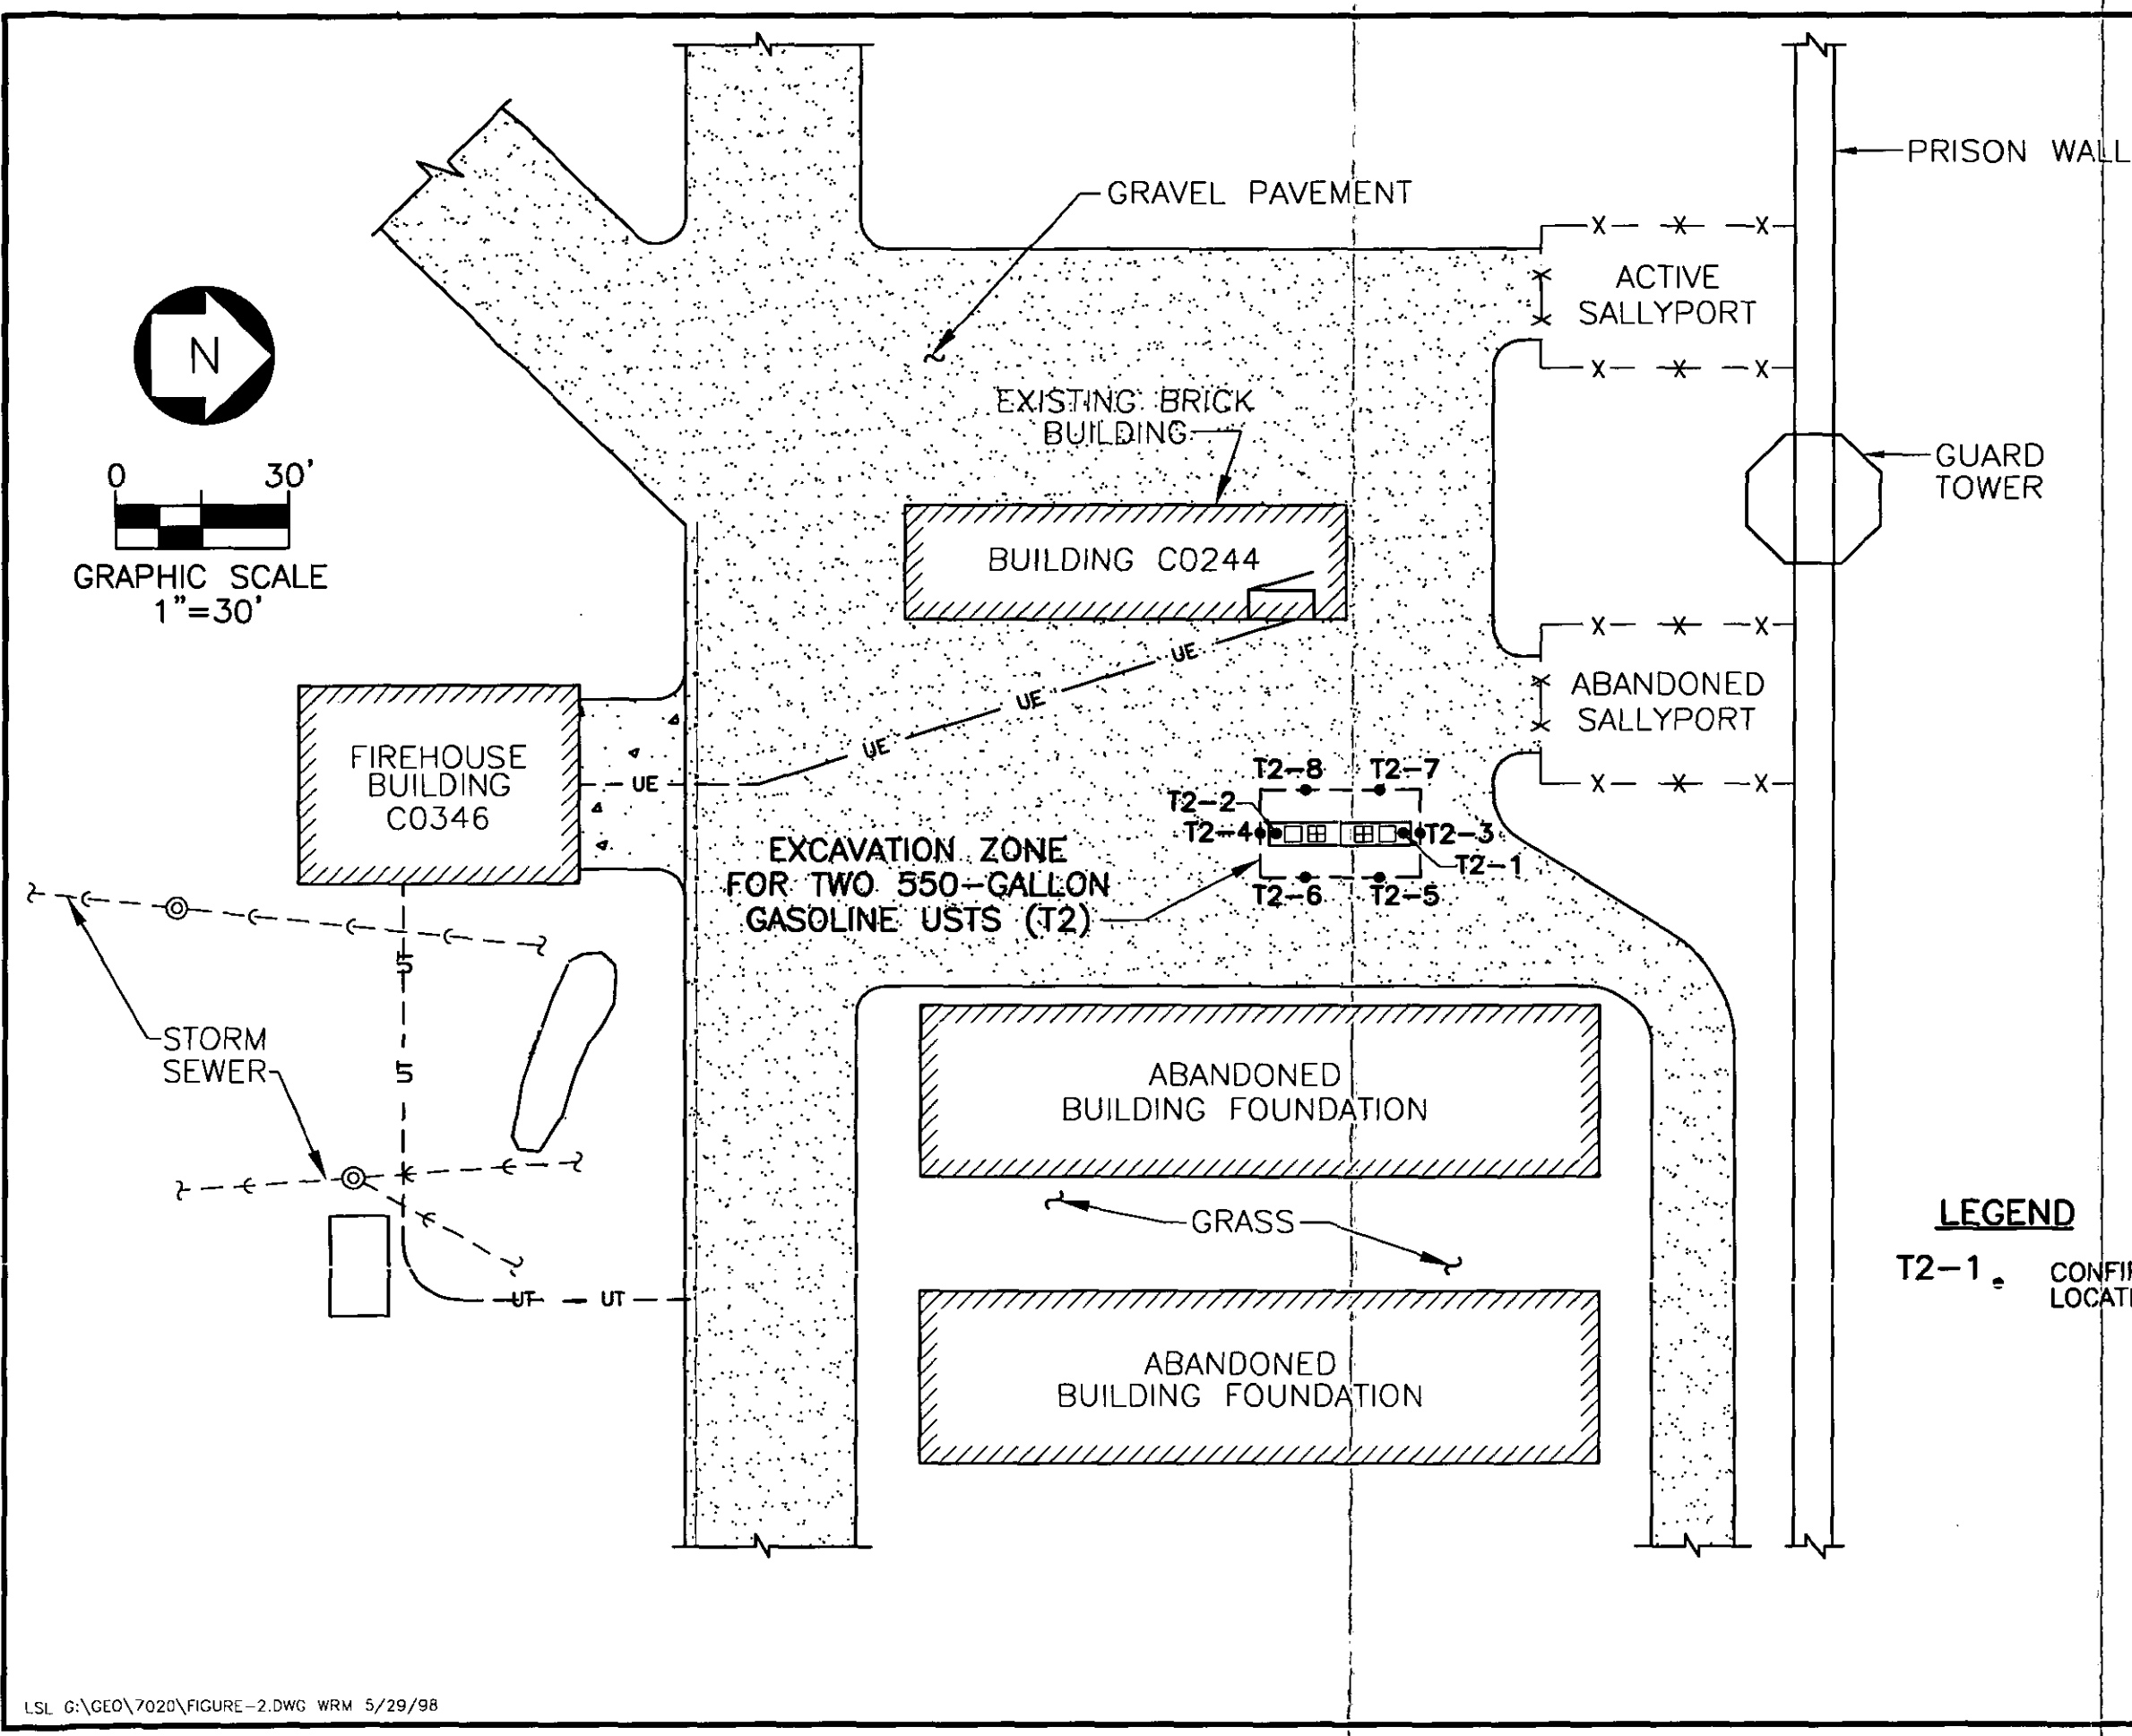 GRAVEL PAVEMENT
PRISON WALL
ACTIVE
SALLYPORT
N
0 30'
GRAPHIC SCALE
1"=30'
EXISTING BRICK
BUILDING
BUILDING C0244
GUARD
TOWER
UE
UE
UE
UE
ABANDONED
SALLYPORT
FIREHOUSE
BUILDING
C0346
T2-8 T2-7
T2-2
T2-4 T2-3
T2-1
T2-6 T2-5
EXCAVATION ZONE
FOR TWO 550-GALLON
GASOLINE USTS (T2)
STORM
SEWER
UT UT
ABANDONED
BUILDING FOUNDATION
GRASS
ABANDONED
BUILDING FOUNDATION
LEGEND
T2-1
LSL G:\GEO\7020\FIGURE-2.DWG WRM 5/29/98